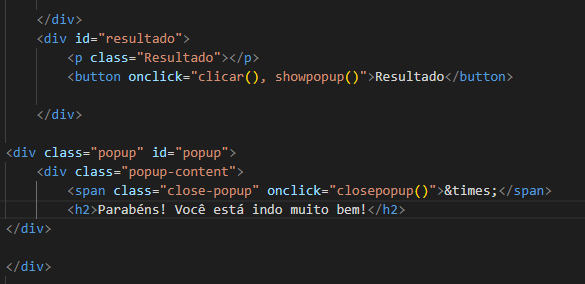 </div>
<div id="resultado">
<p class="Resultado"></p>
<button onclick="clicar(), showpopup()">Resultado</button>
</div>
<div class="popup" id="popup">
<div class="popup-content">
<span class="close-popup" onclick="closepopup()">&times;</span>
<h2>Parabéns! Você está indo muito bem!</h2>
</div>
</div>